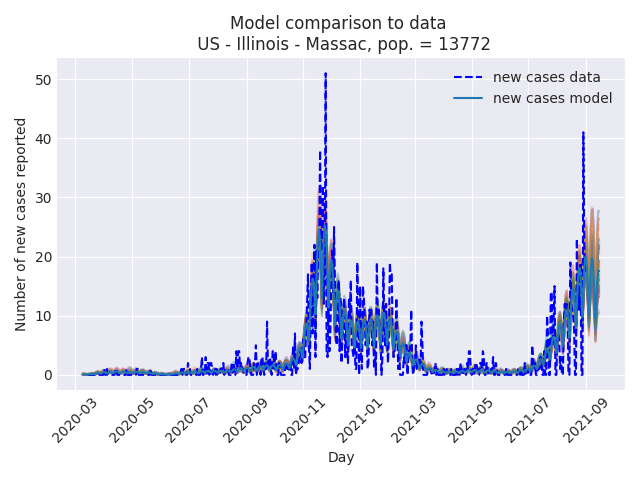 Model comparison to data
US - Illinois - Massac, pop. = 13772
new cases data
new cases model
Number of new cases reported
50
40
30
20
10
0
2020-03
2020-05
2020-07
2020-09
2020-11
2021-01
2021-03
2021-05
2021-07
2021-09
Day